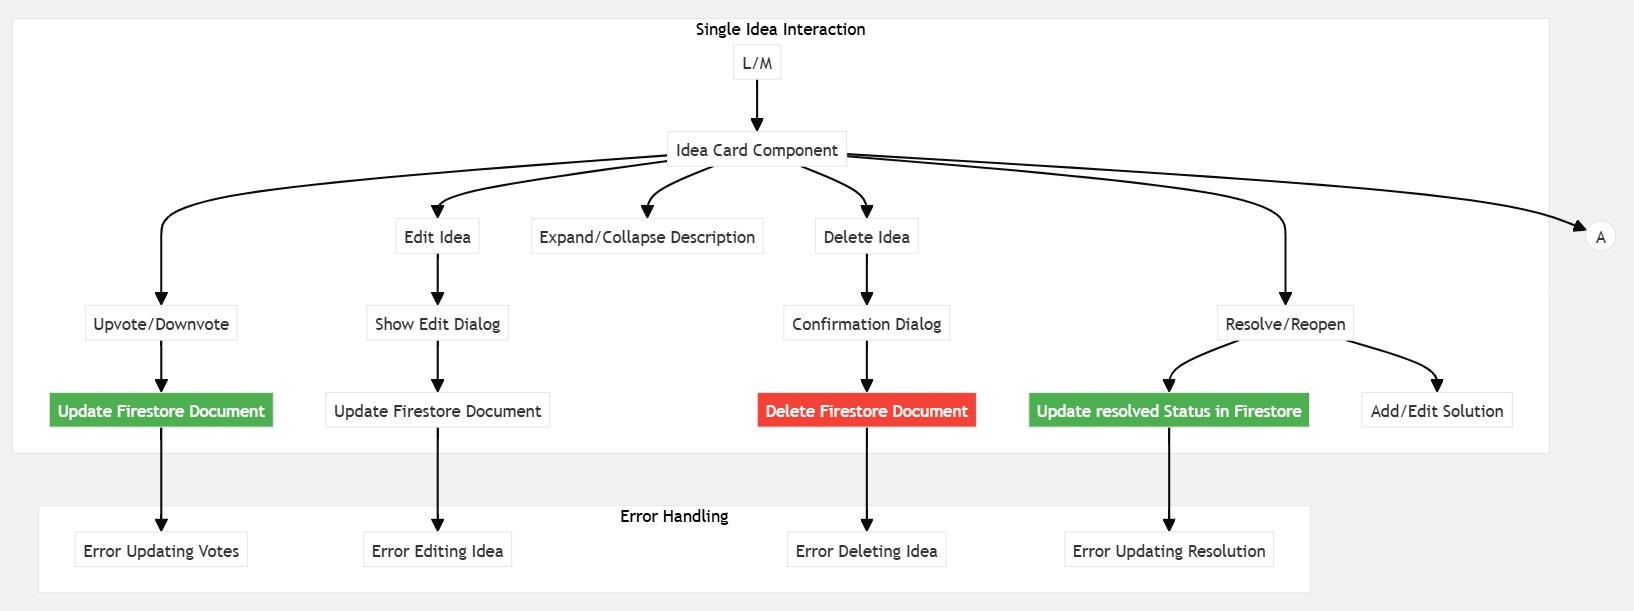 Single Idea Interaction
L/M
Idea Card Component
Edit Idea
Expand/Collapse Description
Delete Idea
A
Upvote/Downvote
Show Edit Dialog
Confirmation Dialog
Resolve/Reopen
Update Firestore Document
Update Firestore Document
Delete Firestore Document
Update resolved Status in Firestore
Add/Edit Solution
Error Handling
Error Updating Votes
Error Editing Idea
Error Deleting Idea
Error Updating Resolution